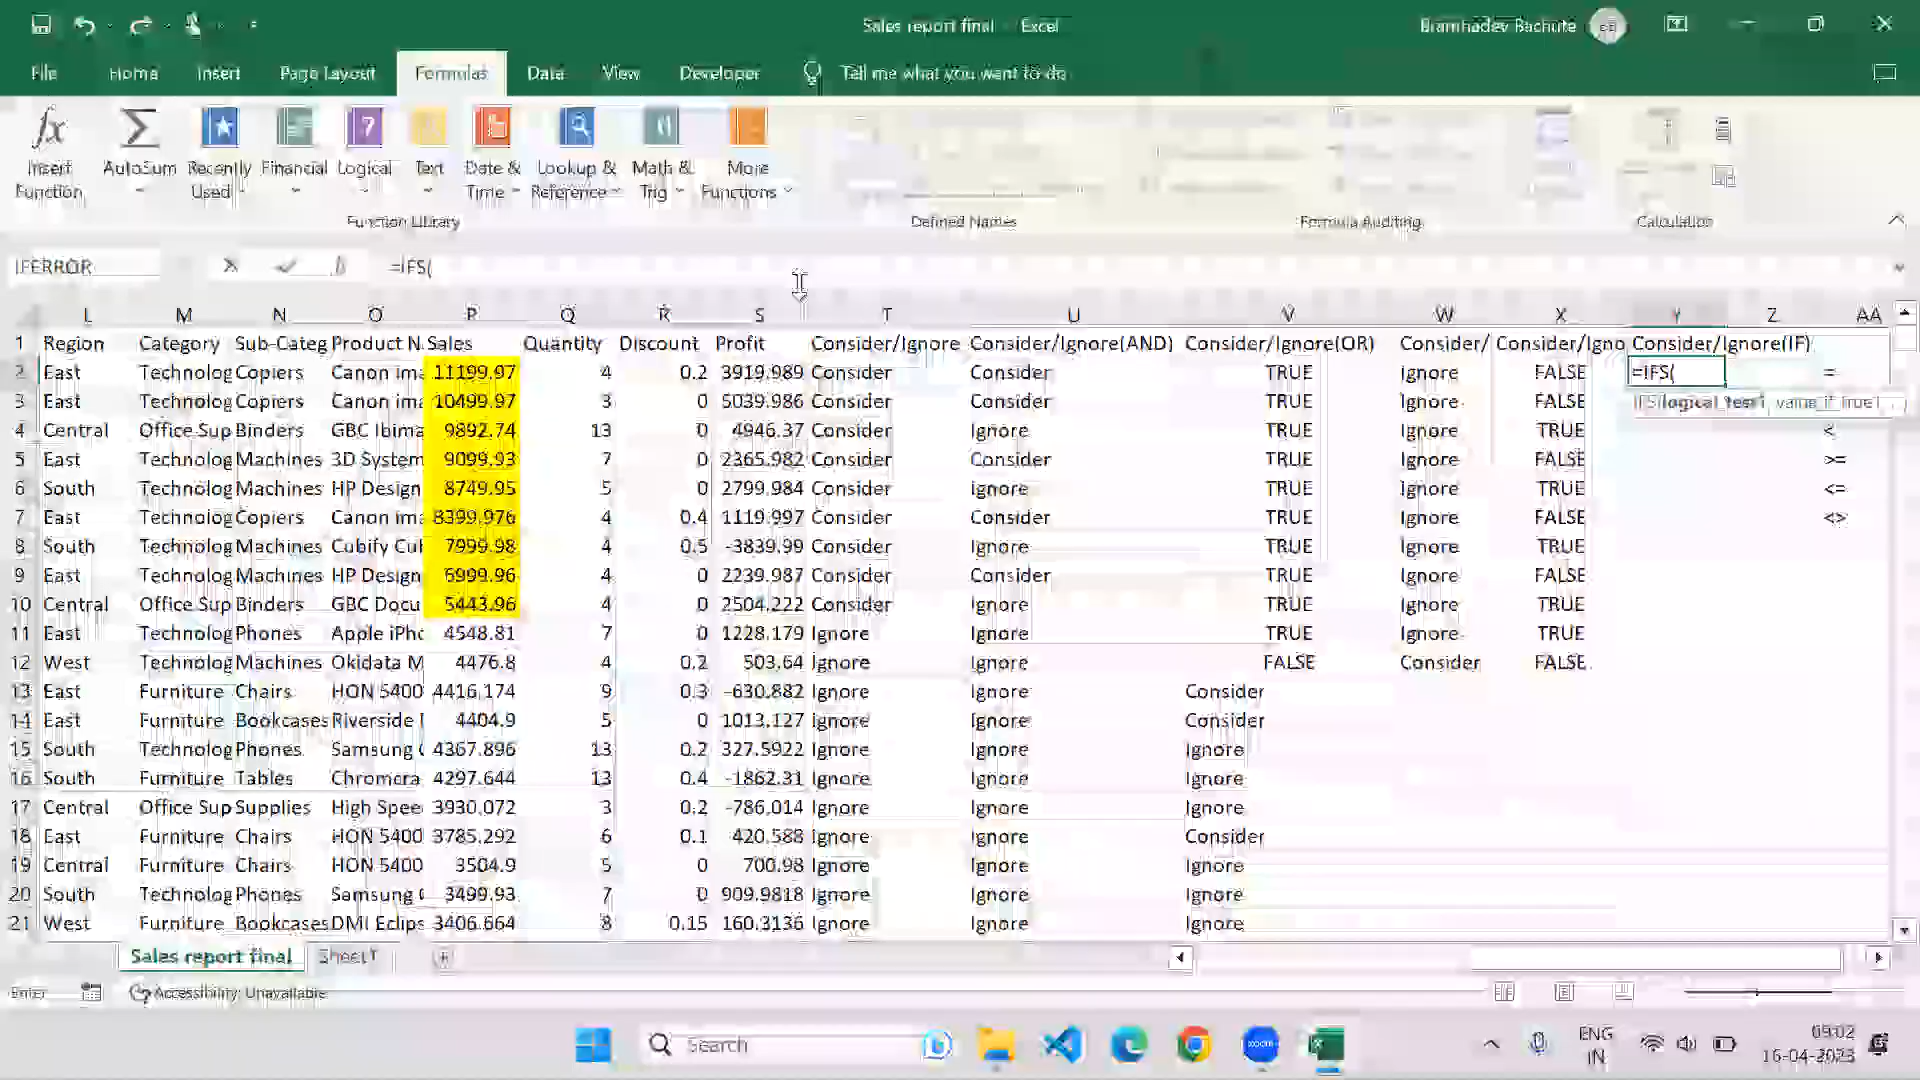 Sales report final - Excel
Bramhadev Bachute BB
File Home Insert Page Layout Formulas Data View Developer Tell me what you want to do
Insert Function AutoSum Recently Used Financial Logical Text Date & Time Lookup & Reference Math & Trig More Functions
Function Library Defined Names Formula Auditing Calculation
IFERROR =IFS(
L M N O P Q R S T U V W X Y Z AA
1 Region Category Sub-Categ Product Na Sales Quantity Discount Profit Consider/Ignore Consider/Ignore(AND) Consider/Ignore(OR) Consider/ Consider/Igno Consider/Ignore(IF)
2 East Technolog Copiers Canon ima 11199.97 4 0.2 3919.989 Consider Consider TRUE Ignore FALSE =IFS( =
3 East Technolog Copiers Canon ima 10499.97 3 0 5039.986 Consider Consider TRUE Ignore FALSE IFS(logical_test1, value_if_true1, ...)
4 Central Office Sup Binders GBC Ibima 9892.74 13 0 4946.37 Consider Ignore TRUE Ignore TRUE <
5 East Technolog Machines 3D System 9099.93 7 0 2365.982 Consider Consider TRUE Ignore FALSE >=
6 South Technolog Machines HP Design 8749.95 5 0 2799.984 Consider Ignore TRUE Ignore TRUE <=
7 East Technolog Copiers Canon ima 8399.976 4 0.4 1119.997 Consider Consider TRUE Ignore FALSE <>
8 South Technolog Machines Cubify Cub 7999.98 4 0.5 -3839.99 Consider Ignore TRUE Ignore TRUE
9 East Technolog Machines HP Design 6999.96 4 0 2239.987 Consider Consider TRUE Ignore FALSE
10 Central Office Sup Binders GBC Docu 5443.96 4 0 2504.222 Consider Ignore TRUE Ignore TRUE
11 East Technolog Phones Apple iPho 4548.81 7 0 1228.179 Ignore Ignore TRUE Ignore TRUE
12 West Technolog Machines Okidata M 4476.8 4 0.2 503.64 Ignore Ignore FALSE Consider FALSE
13 East Furniture Chairs HON 5400 4416.174 9 0.3 -630.882 Ignore Ignore Consider
14 East Furniture Bookcases Riverside 4404.9 5 0 1013.127 Ignore Ignore Consider
15 South Technolog Phones Samsung 4367.896 13 0.2 327.5922 Ignore Ignore Ignore
16 South Furniture Tables Chromcra 4297.644 13 0.4 -1862.31 Ignore Ignore Ignore
17 Central Office Sup Supplies High Spee 3930.072 3 0.2 -786.014 Ignore Ignore Ignore
18 East Furniture Chairs HON 5400 3785.292 6 0.1 420.588 Ignore Ignore Consider
19 Central Furniture Chairs HON 5400 3504.9 5 0 700.98 Ignore Ignore Ignore
20 South Technolog Phones Samsung 3499.93 7 0 909.9818 Ignore Ignore Ignore
21 West Furniture Bookcases DMI Eclips 3406.664 8 0.15 160.3136 Ignore Ignore Ignore
Sales report final Sheet1
Enter Accessibility: Unavailable
Search zoom ENG IN 09:02 16-04-2023